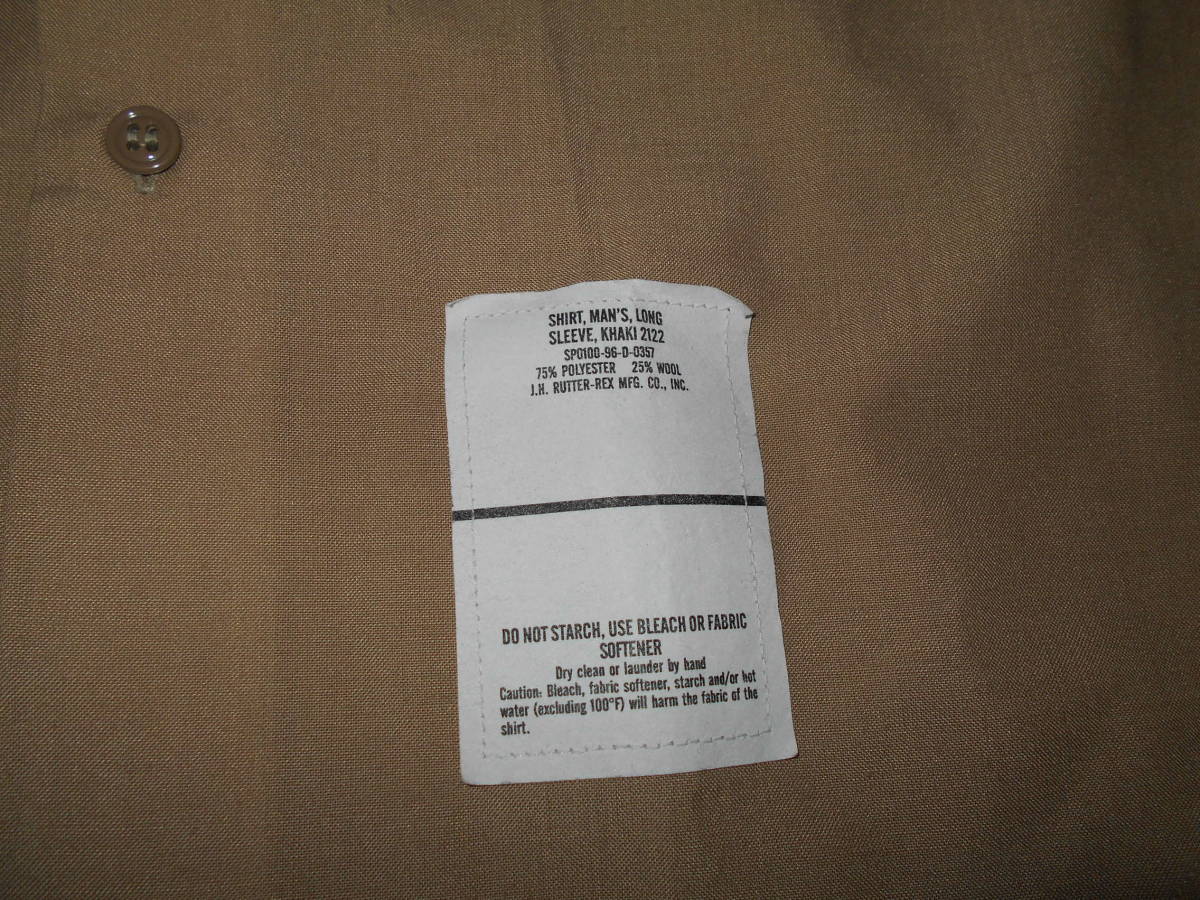 SHIRT, MAN'S, LONG
SLEEVE, KHAKI 2122
SPO100-96-D-0357
75% POLYESTER 25% WOOL
J.H. RUTTER-REX MFG. CO., INC.
DO NOT STARCH, USE BLEACH OR FABRIC
SOFTENER
Dry clean or launder by hand
Caution: Bleach, fabric softener, starch and/or hot
water (excluding 100°F) will harm the fabric of the
shirt.